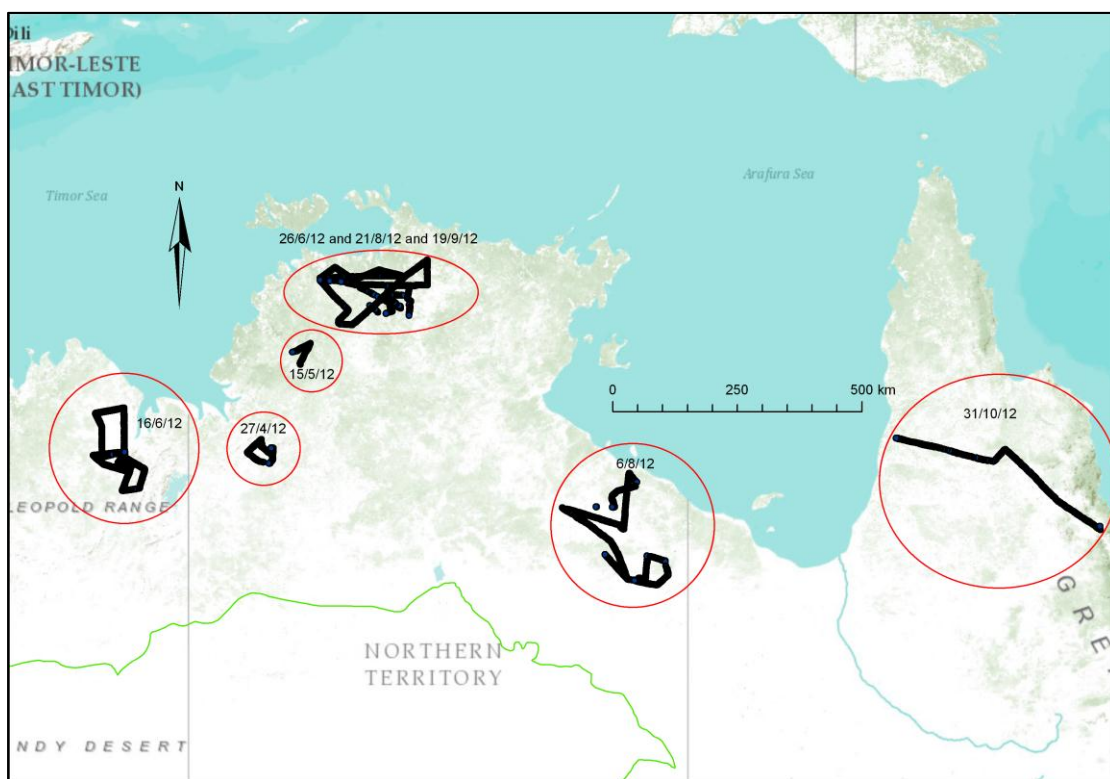 Dili
IMOR-LESTE
(AST TIMOR)
Timor Sea
Arafura Sea
N
26/6/12 and 21/8/12 and 19/9/12
15/5/12
0 250 500 km
16/6/12
27/4/12
31/10/12
6/8/12
LEOPOLD RANGE
NORTHERN
TERRITORY
GRE
NDY DESERT